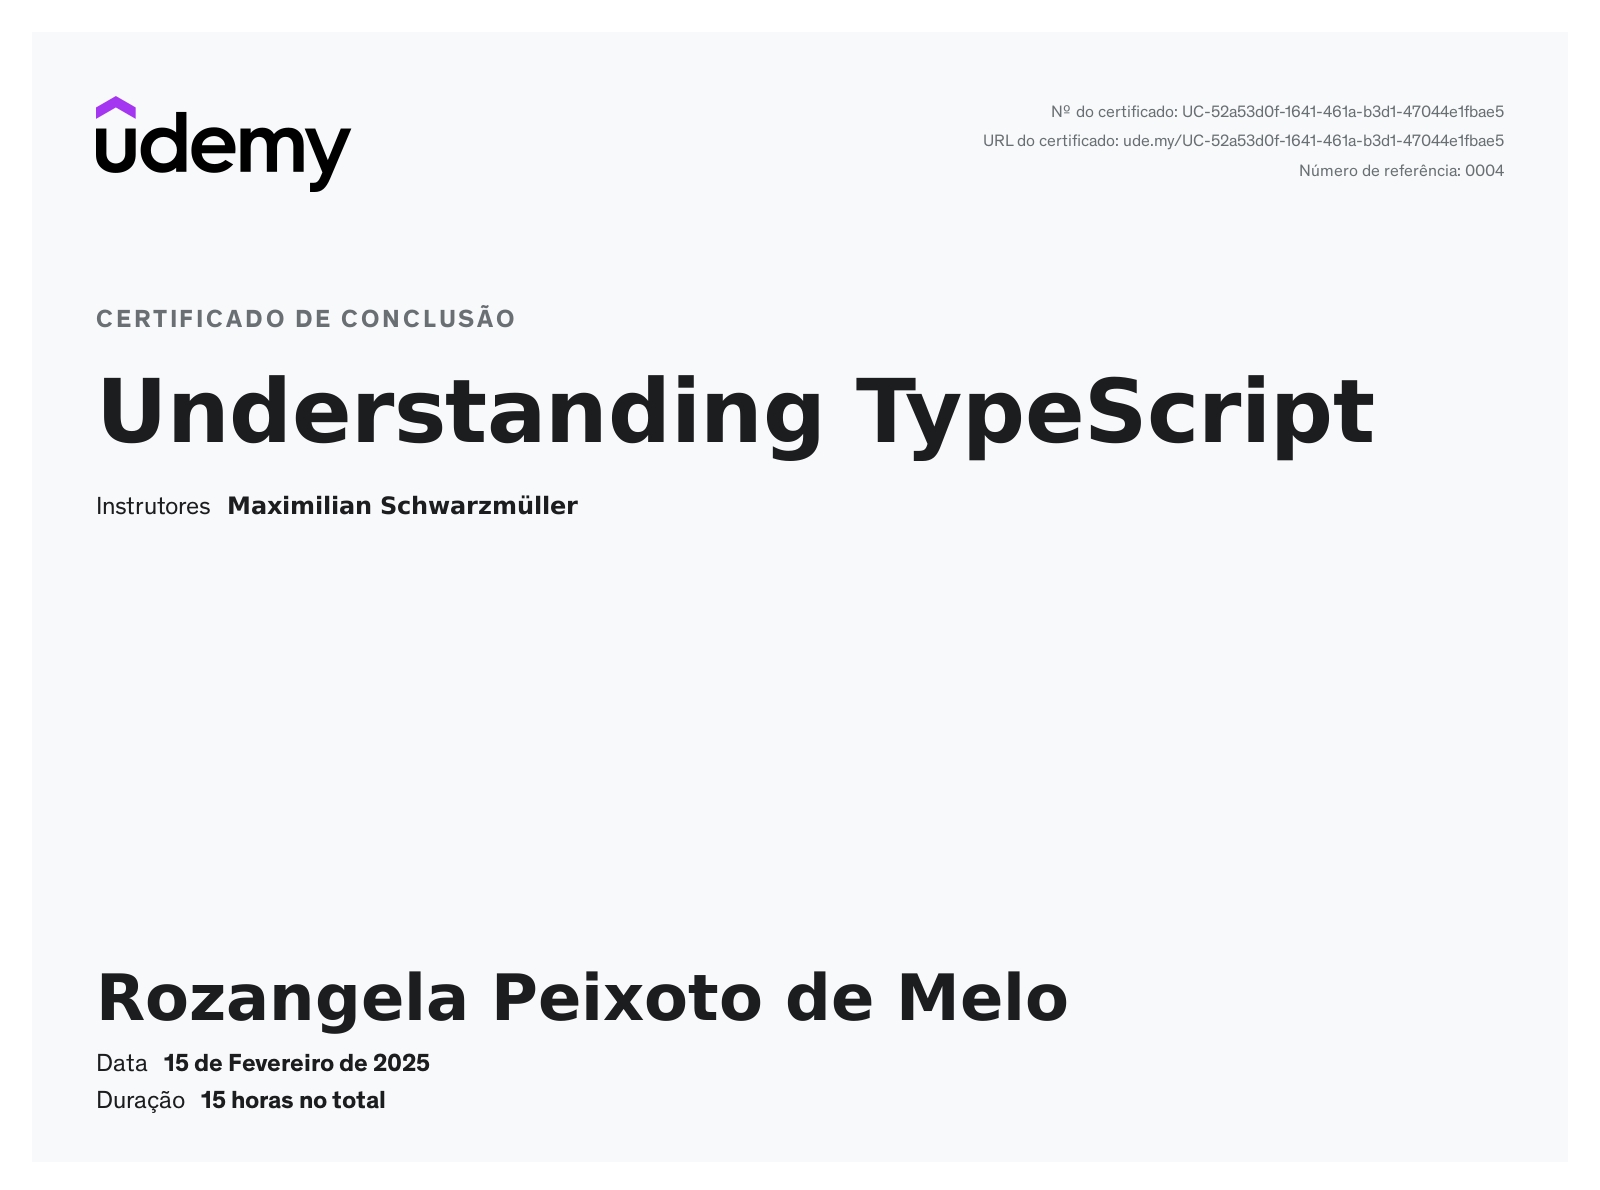 udemy
Nº do certificado: UC-52a53d0f-1641-461a-b3d1-47044e1fbae5
URL do certificado: ude.my/UC-52a53d0f-1641-461a-b3d1-47044e1fbae5
Número de referência: 0004
CERTIFICADO DE CONCLUSÃO
Understanding TypeScript
Instrutores Maximilian Schwarzmüller
Rozangela Peixoto de Melo
Data 15 de Fevereiro de 2025
Duração 15 horas no total